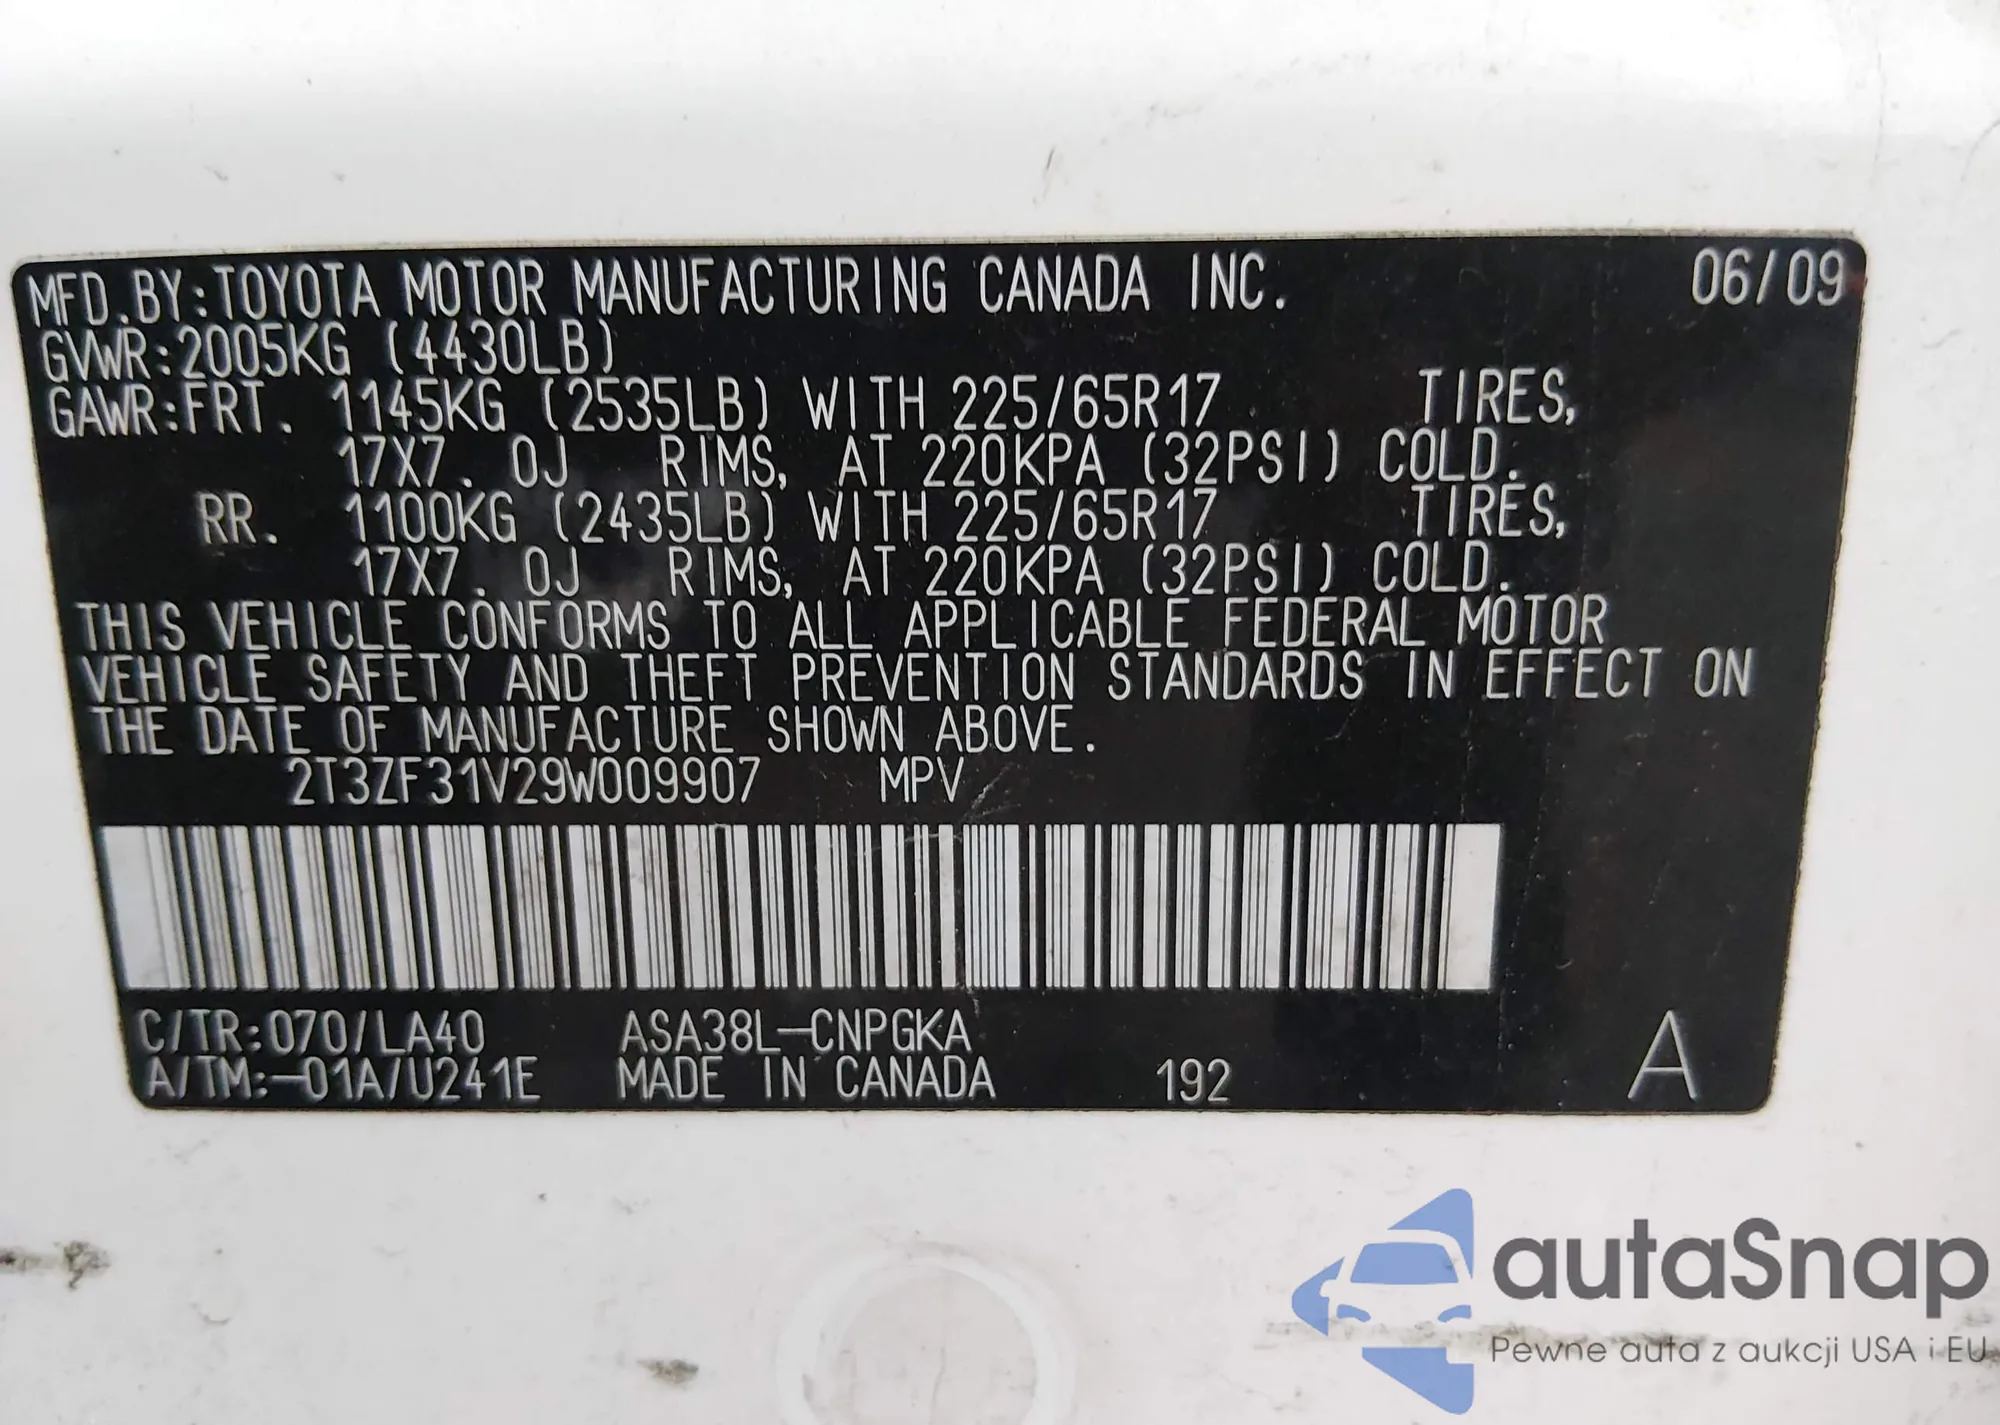 MFD.BY:TOYOTA MOTOR MANUFACTURING CANADA INC. 06/09
GVWR:2005KG (4430LB)
GAWR:FRT. 1145KG (2535LB) WITH 225/65R17 TIRES,
17X7. 0J RIMS, AT 220KPA (32PSI) COLD.
RR. 1100KG (2435LB) WITH 225/65R17 TIRES,
17X7. 0J RIMS, AT 220KPA (32PSI) COLD.
THIS VEHICLE CONFORMS TO ALL APPLICABLE FEDERAL MOTOR
VEHICLE SAFETY AND THEFT PREVENTION STANDARDS IN EFFECT ON
THE DATE OF MANUFACTURE SHOWN ABOVE.
2T3ZF31V29W009907 MPV
C/TR:070/LA40 ASA38L-CNPGKA
A/TM:-01A/U241E MADE IN CANADA 192 A
autaSnap
Pewne auta z aukcji USA i EU